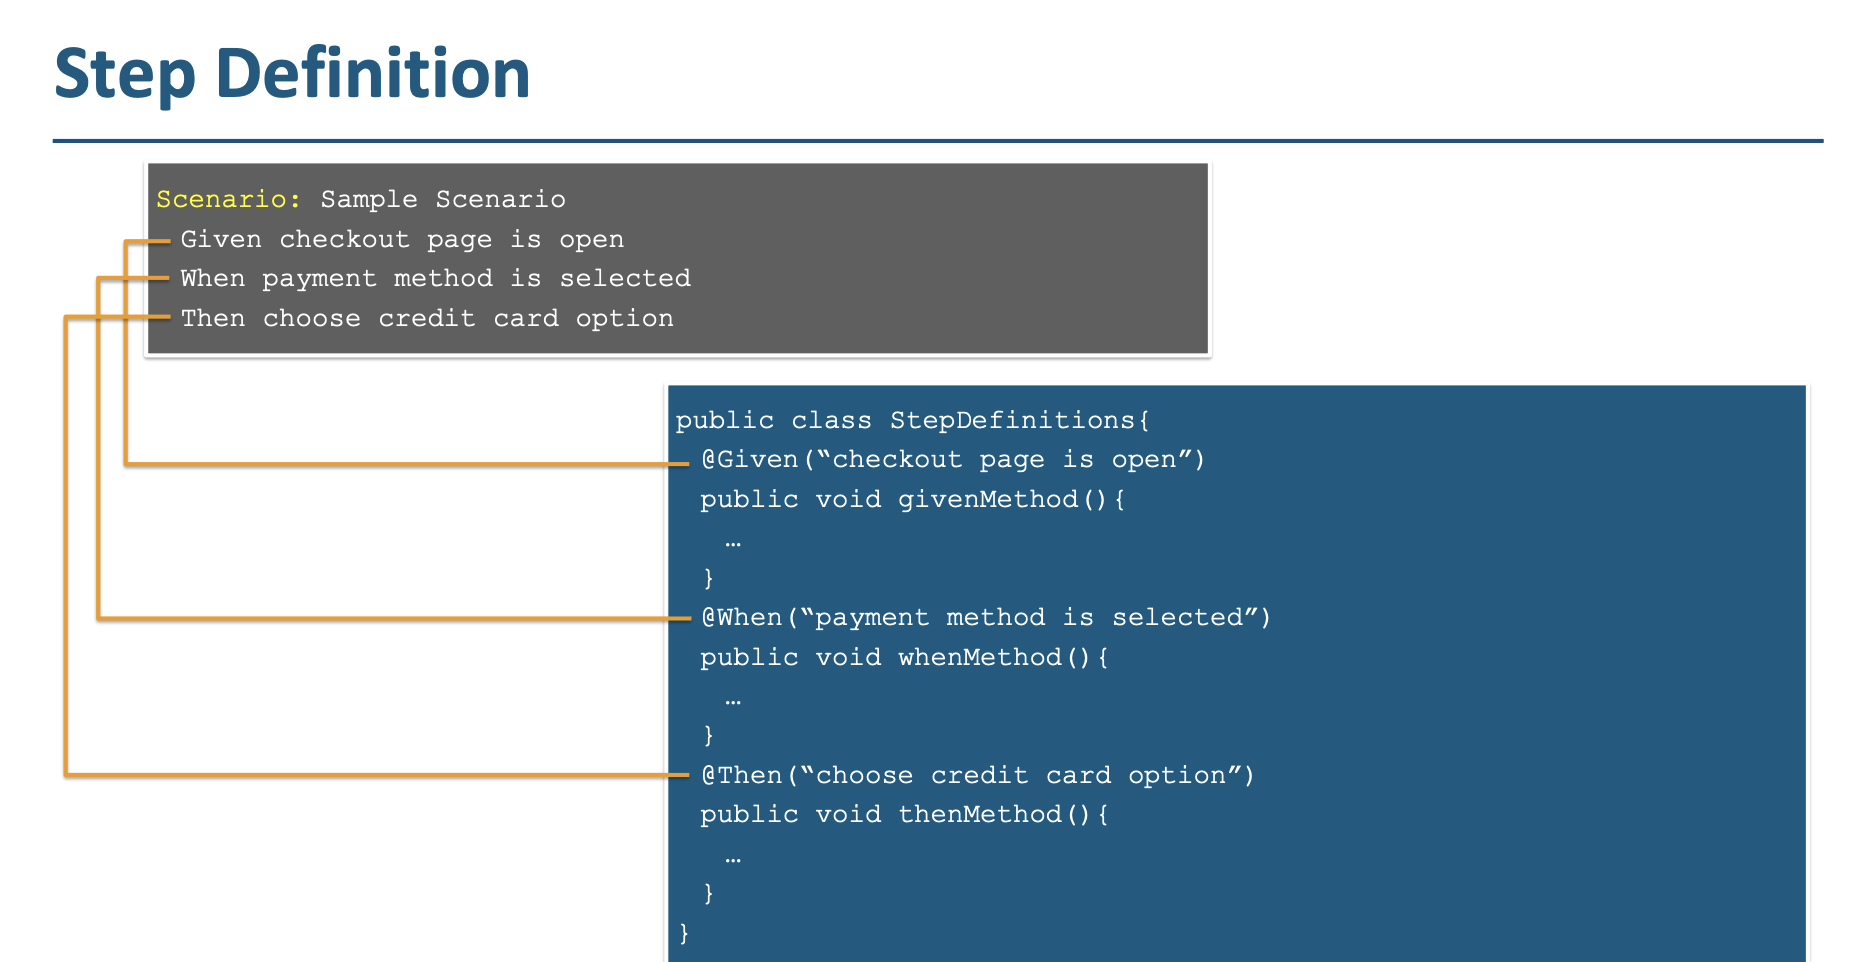 Step Definition
Scenario: Sample Scenario
Given checkout page is open
When payment method is selected
Then choose credit card option
public class StepDefinitions{
@Given(“checkout page is open”)
public void givenMethod(){
…
}
@When(“payment method is selected”)
public void whenMethod(){
…
}
@Then(“choose credit card option”)
public void thenMethod(){
…
}
}